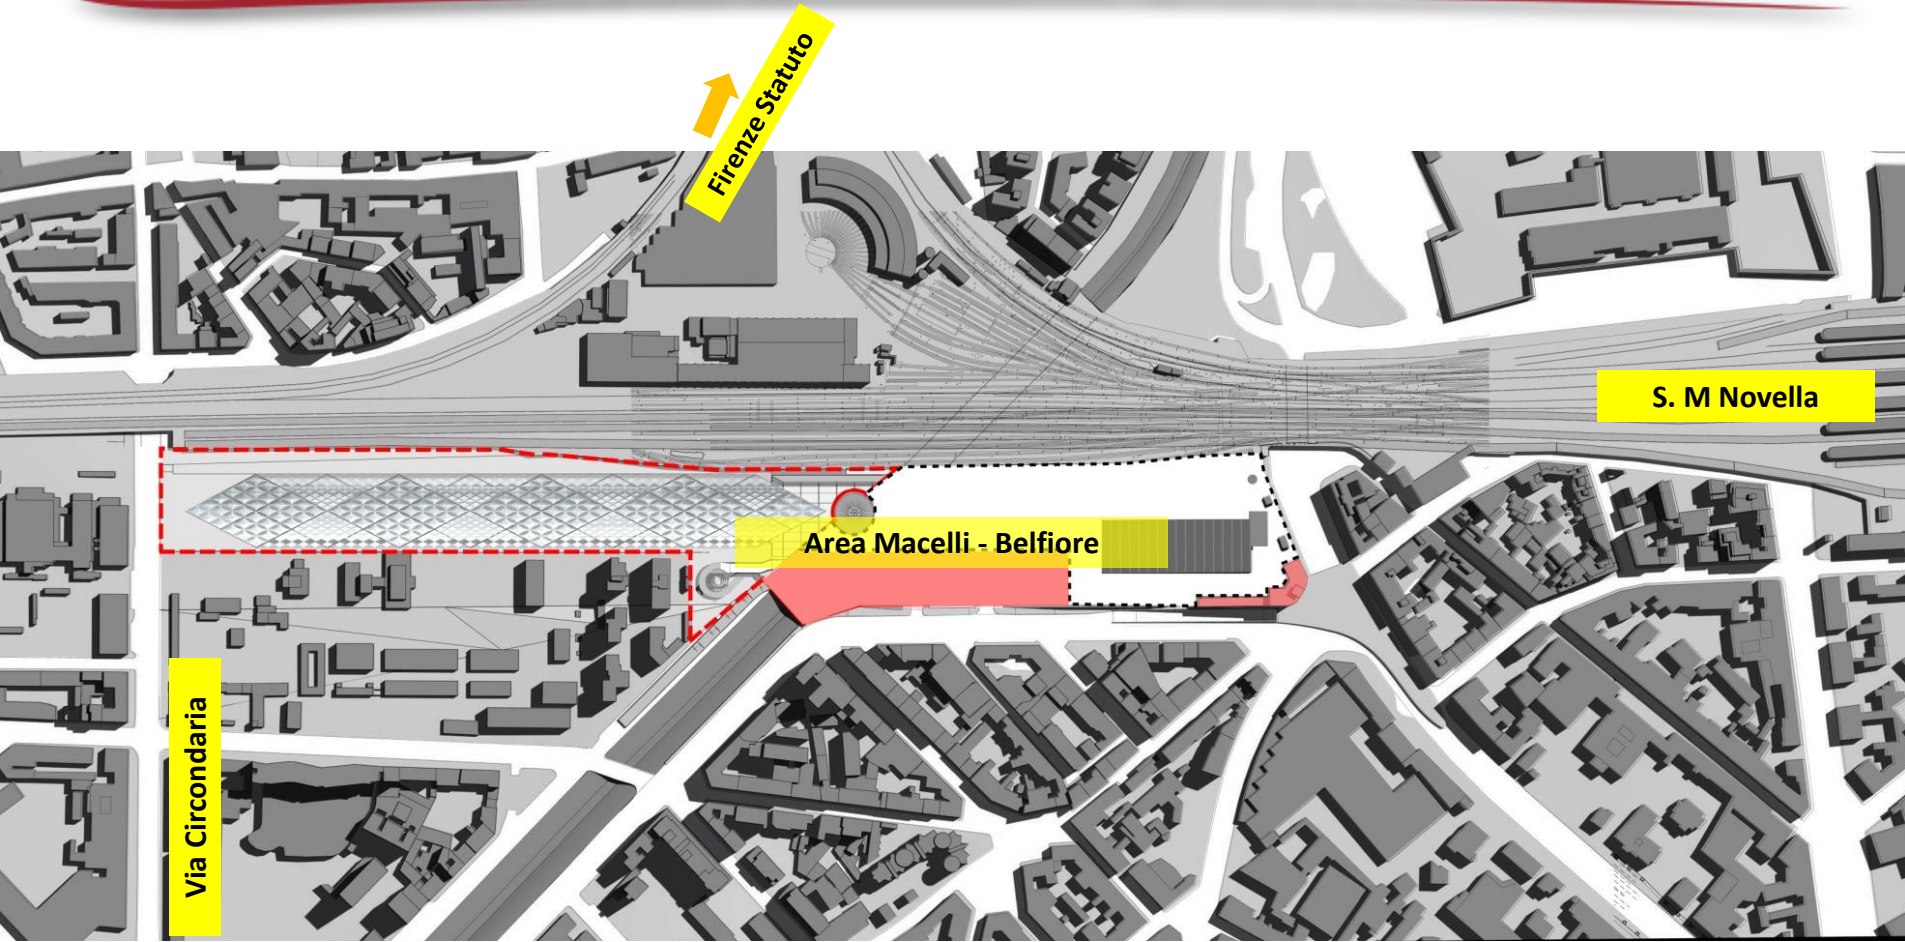 Firenze Statuto
S. M Novella
Area Macelli - Belfiore
Via Circondaria